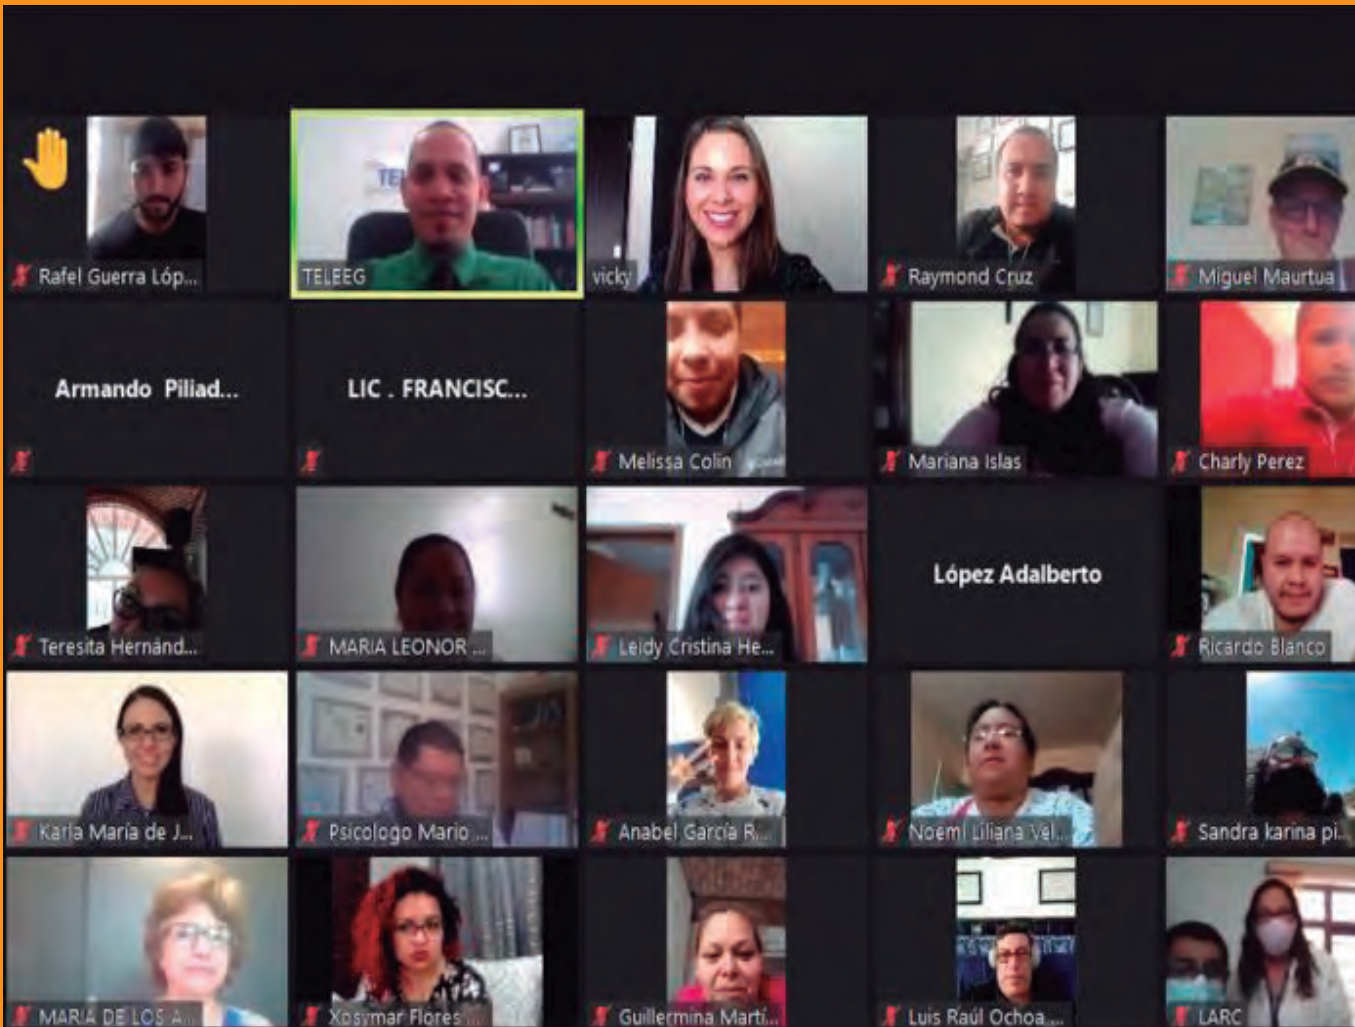 Rafel Guerra Lóp...
TELEEG
vicky
Raymond Cruz
Miguel Maurtua
Armando Piliad...
LIC . FRANCISC...
Melissa Colin
Mariana Islas
Charly Perez
Teresita Hernánd...
MARIA LEONOR ...
Leidy Cristina He...
López Adalberto
Ricardo Blanco
Karla María de J...
Psicologo Mario ...
Anabel García R...
Noemí Liliana Vel...
Sandra karina pi...
MARIA DE LOS A...
Xosymar Flores ...
Guillermina Martí...
Luis Raúl Ochoa ...
LARC